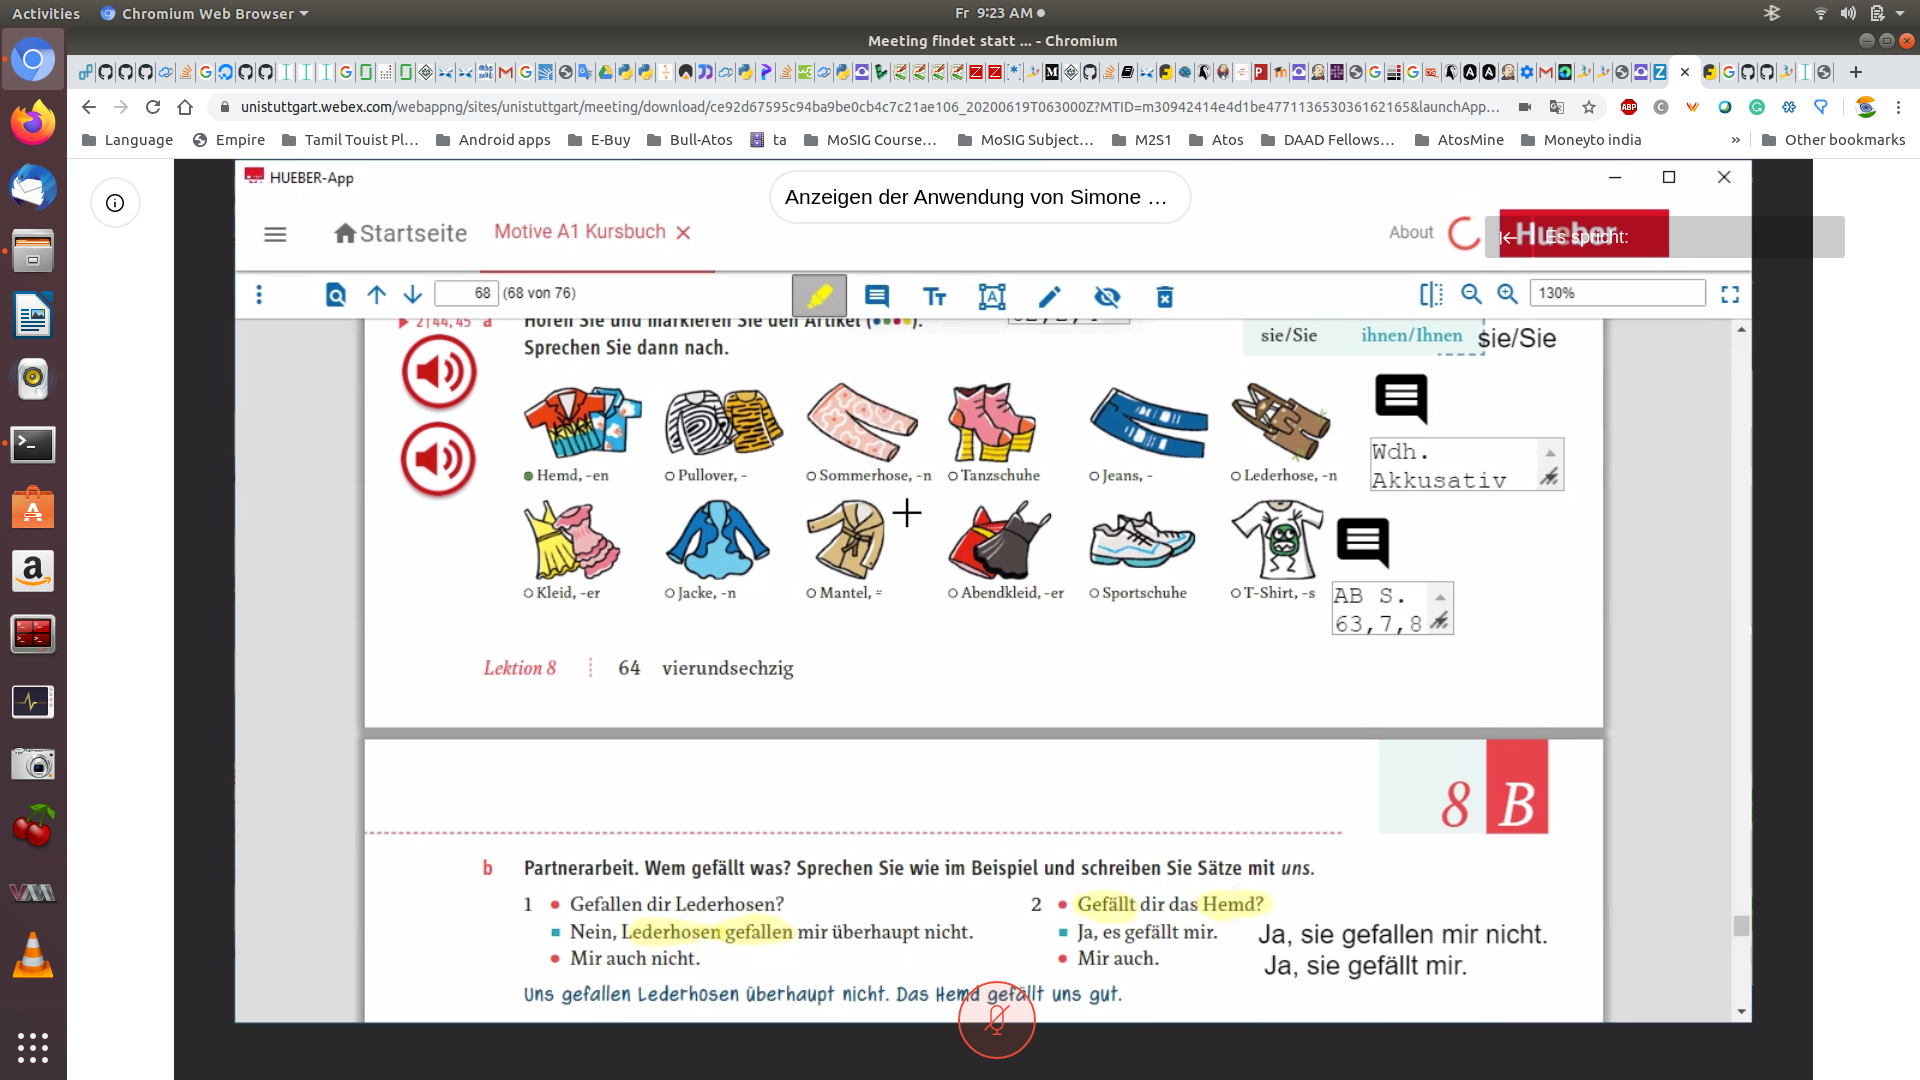 Activities
Chromium Web Browser
Fr 9:23 AM
Meeting findet statt ... - Chromium
unistuttgart.webex.com/webappng/sites/unistuttgart/meeting/download/ce92d67595c94ba9be0cb4c7c21ae106_20200619T063000Z?MTID=m30942414e4d1be477113653036162165&launchApp...
Language
Empire
Tamil Touist Pl...
Android apps
E-Buy
Bull-Atos
ta
MoSIG Course...
MoSIG Subject...
M2S1
Atos
DAAD Fellows...
AtosMine
Moneyto india
»
Other bookmarks
HUEBER-App
Anzeigen der Anwendung von Simone ...
Startseite
Motive A1 Kursbuch
About
Hueber
Es spricht:
68 (68 von 76)
130%
2|44, 45 a Hören Sie und markieren Sie den Artikel
Sprechen Sie dann nach.
sie/Sie ihnen/Ihnen
sie/Sie
Hemd, -en
Pullover, -
Sommerhose, -n
Tanzschuhe
Jeans, -
Lederhose, -n
Wdh.
Akkusativ
Kleid, -er
Jacke, -n
Mantel, ⸚
Abendkleid, -er
Sportschuhe
T-Shirt, -s
AB S.
63,7,8
Lektion 8 64 vierundsechzig
8 B
b Partnerarbeit. Wem gefällt was? Sprechen Sie wie im Beispiel und schreiben Sie Sätze mit uns.
1 Gefallen dir Lederhosen?
Nein, Lederhosen gefallen mir überhaupt nicht.
Mir auch nicht.
2 Gefällt dir das Hemd?
Ja, es gefällt mir.
Mir auch.
Ja, sie gefallen mir nicht.
Ja, sie gefällt mir.
Uns gefallen Lederhosen überhaupt nicht. Das Hemd gefällt uns gut.